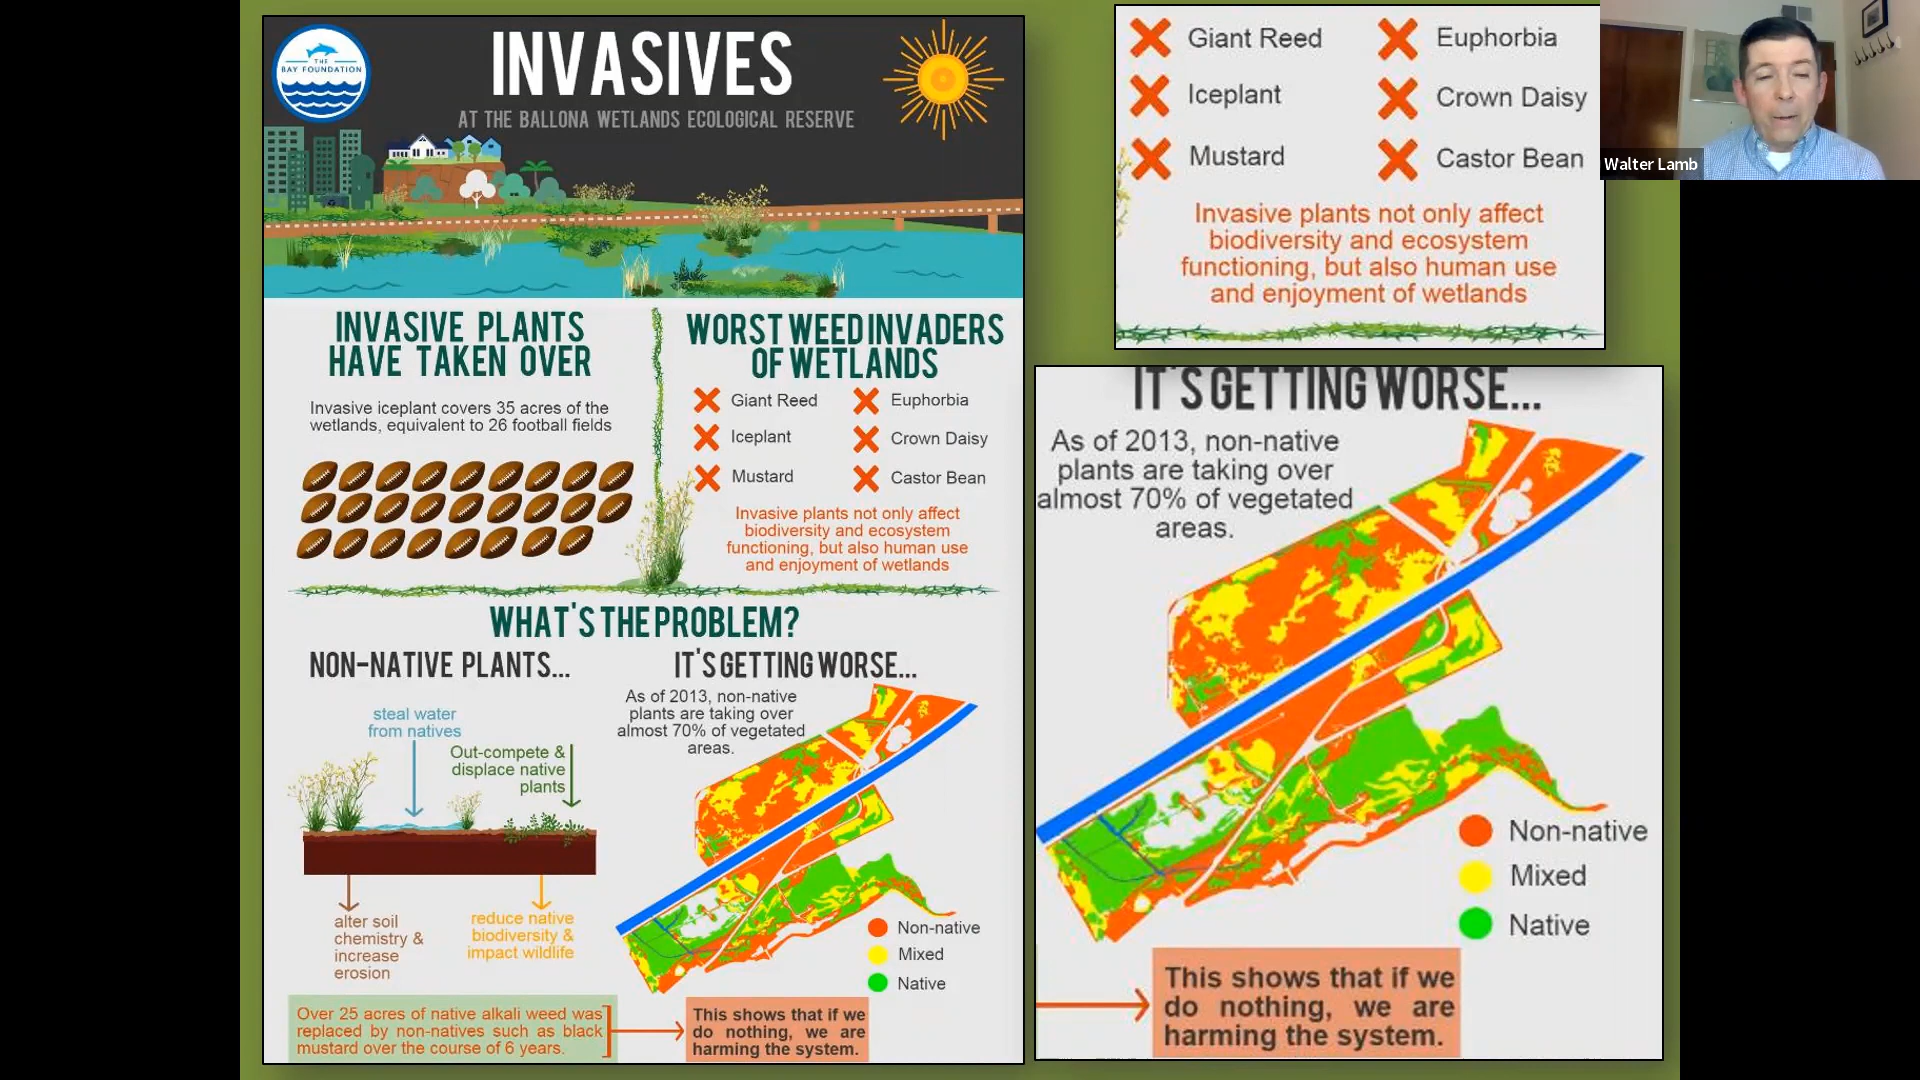 THE
BAY FOUNDATION
INVASIVES
AT THE BALLONA WETLANDS ECOLOGICAL RESERVE
INVASIVE PLANTS
HAVE TAKEN OVER
Invasive iceplant covers 35 acres of the
wetlands, equivalent to 26 football fields
WORST WEED INVADERS
OF WETLANDS
Giant Reed
Euphorbia
Iceplant
Crown Daisy
Mustard
Castor Bean
Invasive plants not only affect
biodiversity and ecosystem
functioning, but also human use
and enjoyment of wetlands
WHAT'S THE PROBLEM?
NON-NATIVE PLANTS...
steal water
from natives
Out-compete &
displace native
plants
alter soil
chemistry &
increase
erosion
reduce native
biodiversity &
impact wildlife
IT'S GETTING WORSE...
As of 2013, non-native
plants are taking over
almost 70% of vegetated
areas.
Non-native
Mixed
Native
Over 25 acres of native alkali weed was
replaced by non-natives such as black
mustard over the course of 6 years.
This shows that if we
do nothing, we are
harming the system.
Giant Reed
Euphorbia
Iceplant
Crown Daisy
Mustard
Castor Bean
Invasive plants not only affect
biodiversity and ecosystem
functioning, but also human use
and enjoyment of wetlands
IT'S GETTING WORSE...
As of 2013, non-native
plants are taking over
almost 70% of vegetated
areas.
Non-native
Mixed
Native
This shows that if we
do nothing, we are
harming the system.
Walter Lamb